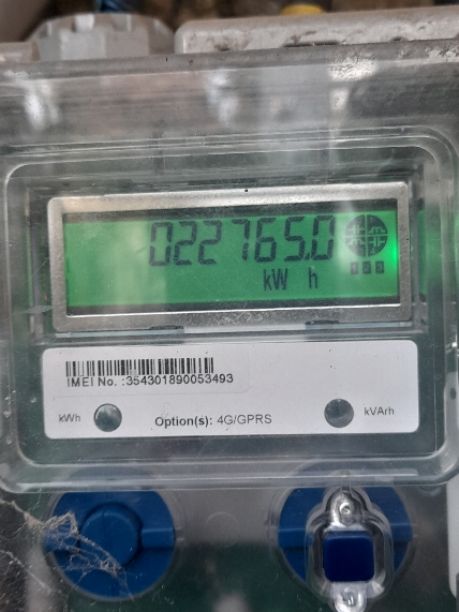 022765.0
kW h
IMEI No. :354301890053493
kWh
Option(s): 4G/GPRS
kVArh